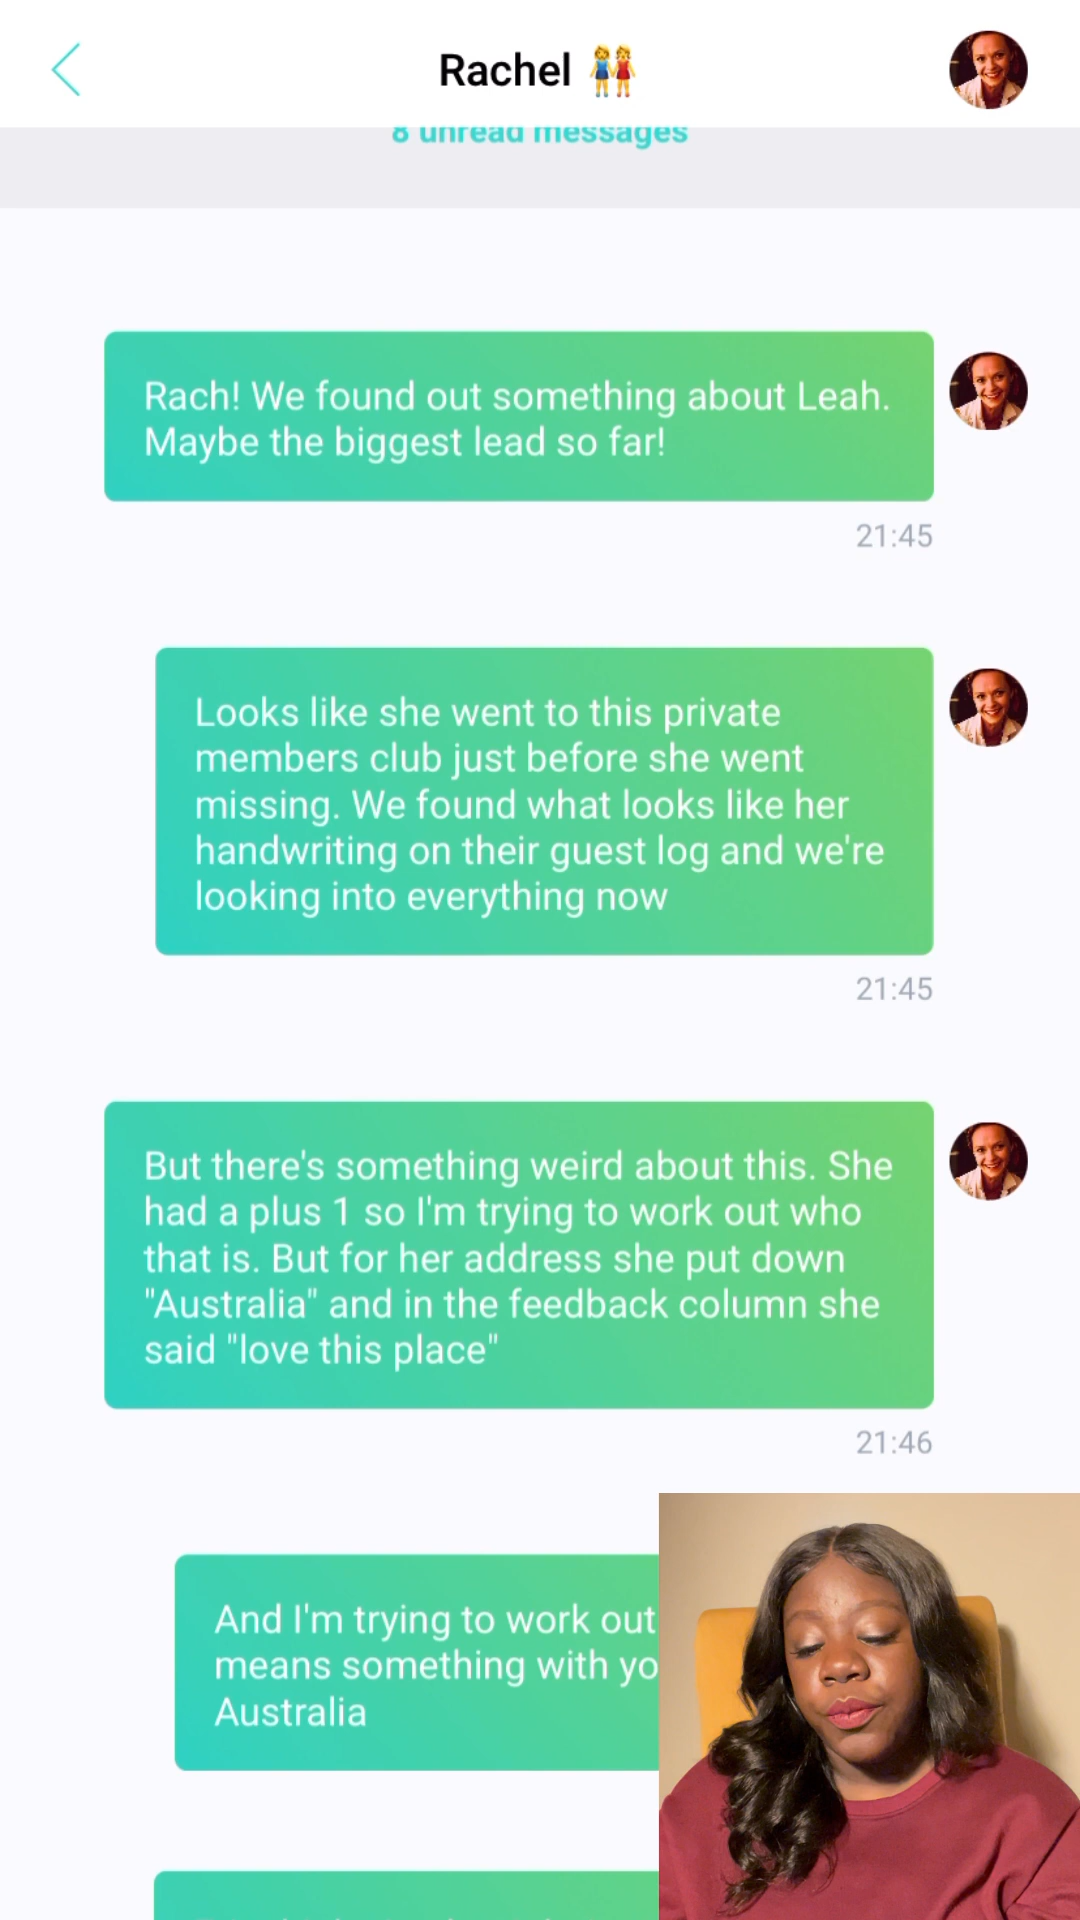 Rachel 👭
8 unread messages
Rach! We found out something about Leah.
Maybe the biggest lead so far!
21:45
Looks like she went to this private
members club just before she went
missing. We found what looks like her
handwriting on their guest log and we're
looking into everything now
21:45
But there's something weird about this. She
had a plus 1 so I'm trying to work out who
that is. But for her address she put down
"Australia" and in the feedback column she
said "love this place"
21:46
And I'm trying to work out
means something with
Australia